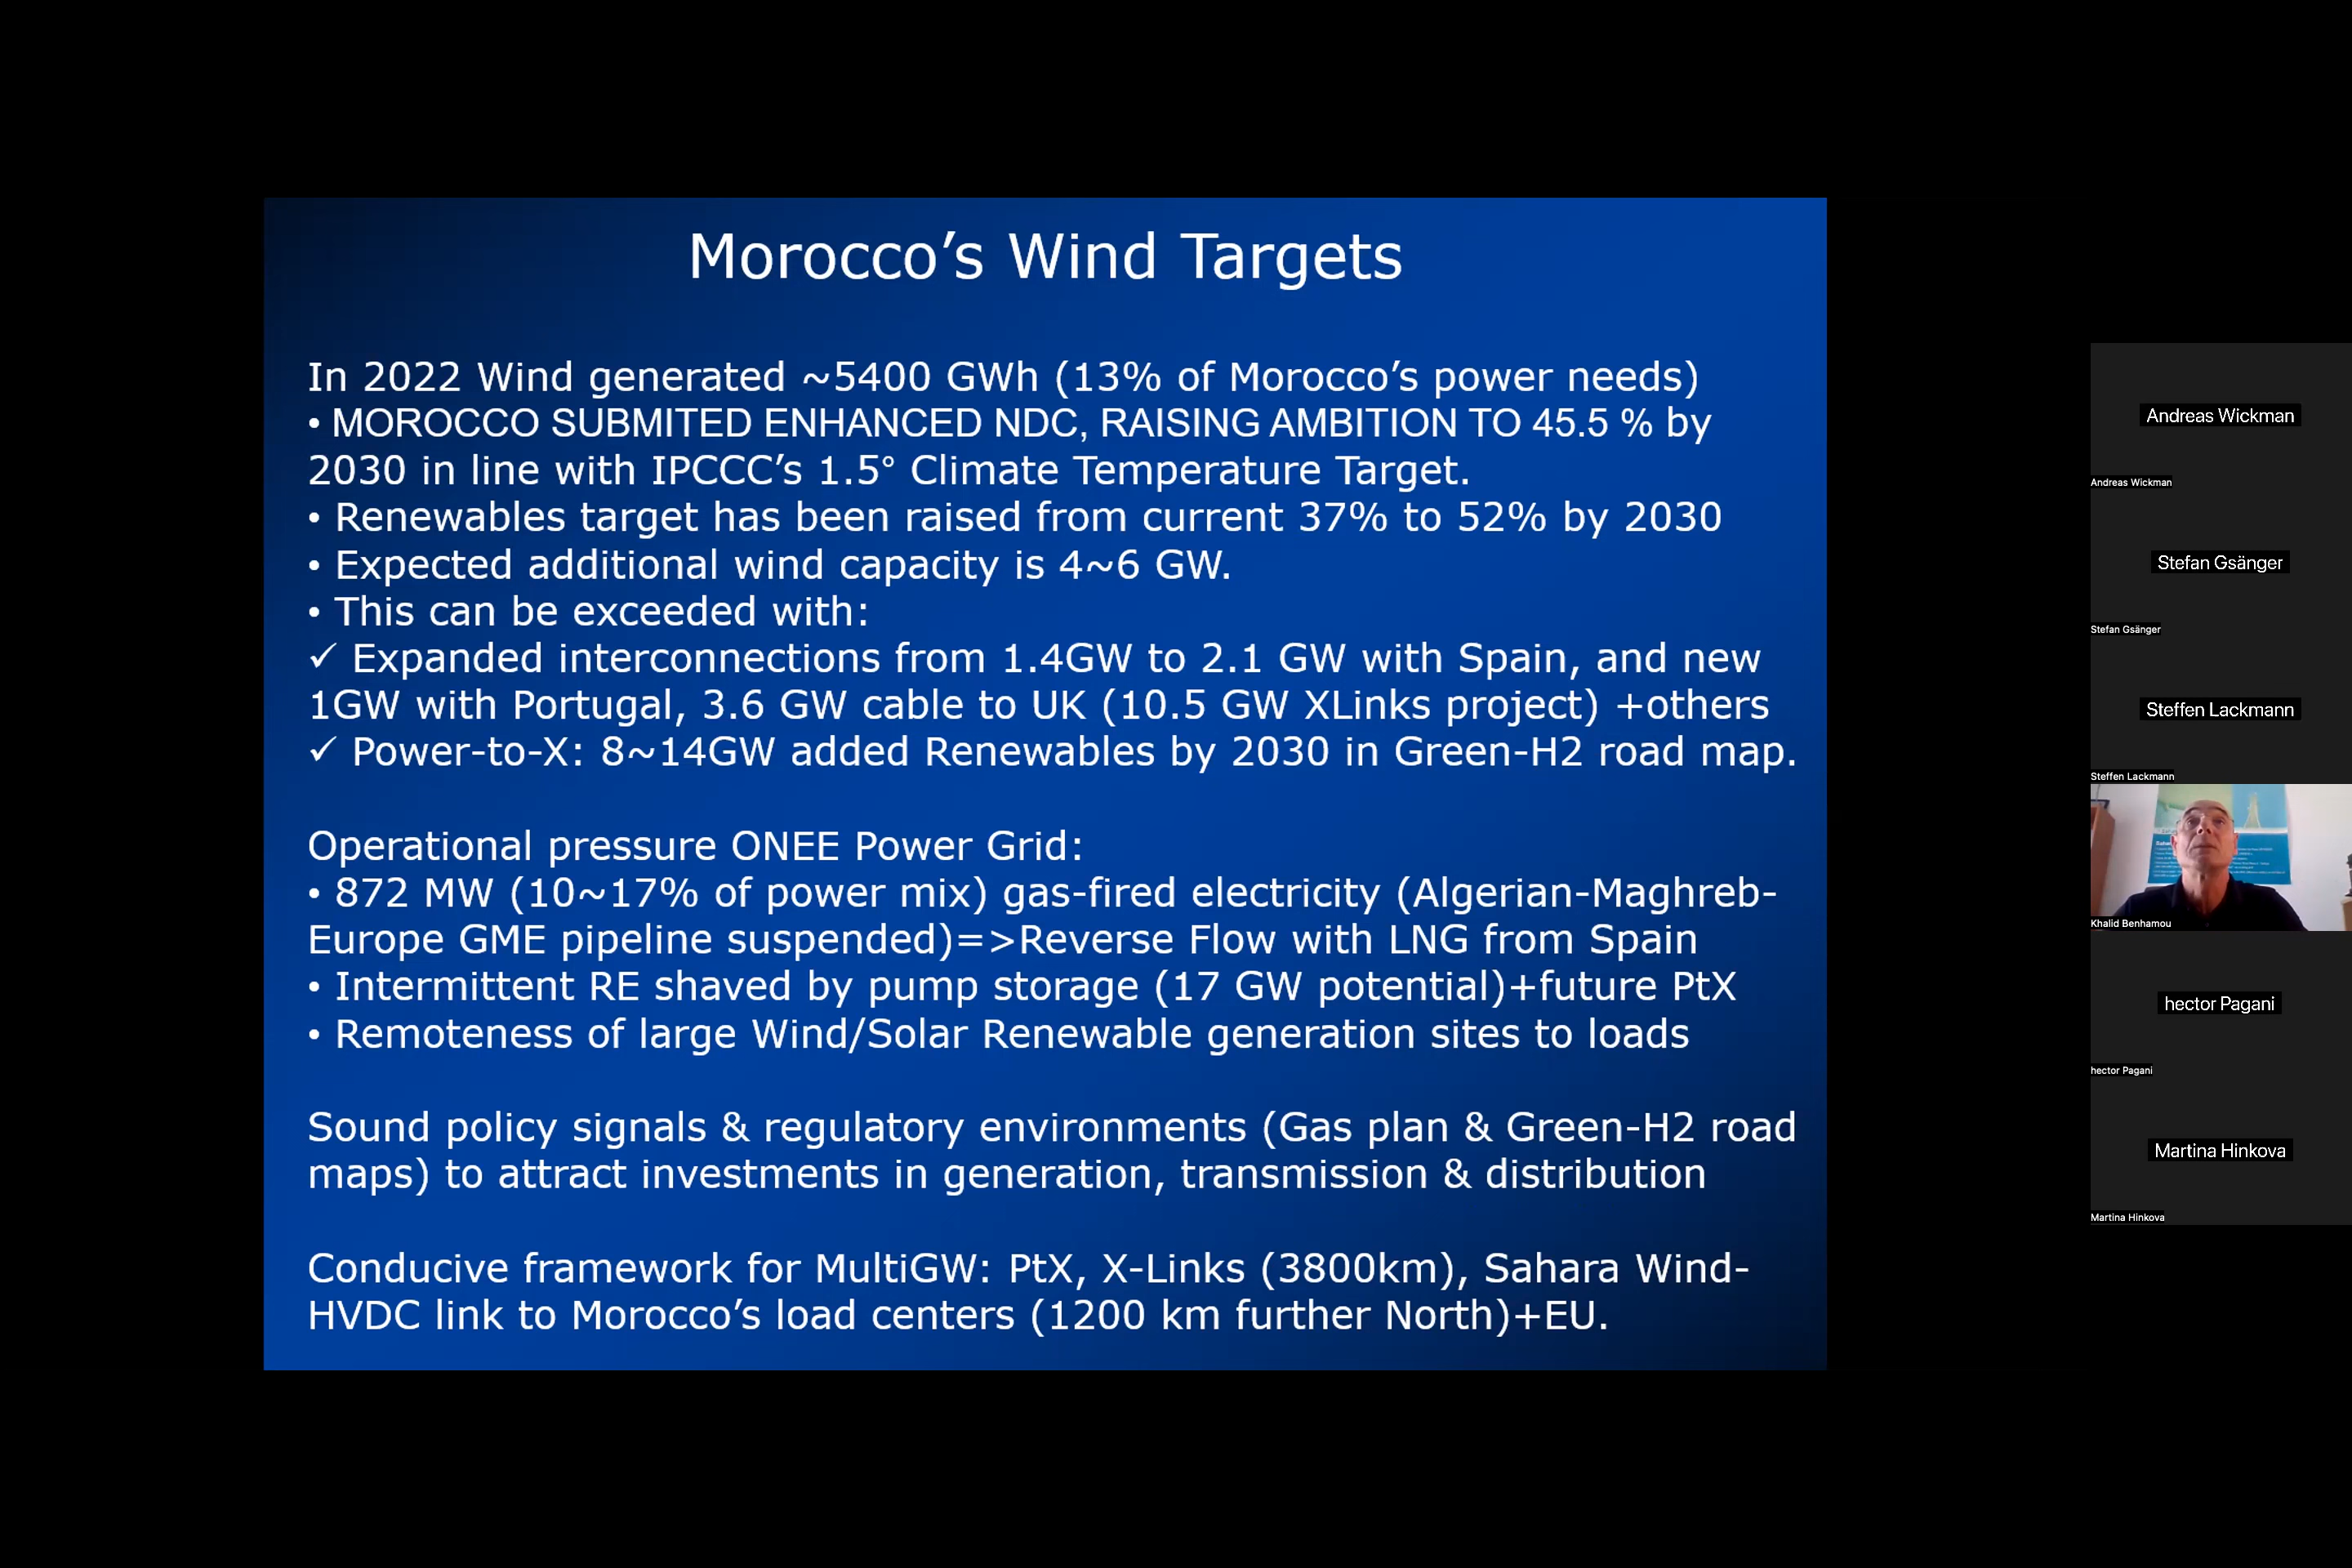 Morocco’s Wind Targets
In 2022 Wind generated ~5400 GWh (13% of Morocco’s power needs)
• MOROCCO SUBMITED ENHANCED NDC, RAISING AMBITION TO 45.5 % by
2030 in line with IPCCC’s 1.5° Climate Temperature Target.
• Renewables target has been raised from current 37% to 52% by 2030
• Expected additional wind capacity is 4~6 GW.
• This can be exceeded with:
✓ Expanded interconnections from 1.4GW to 2.1 GW with Spain, and new
1GW with Portugal, 3.6 GW cable to UK (10.5 GW XLinks project) +others
✓ Power-to-X: 8~14GW added Renewables by 2030 in Green-H2 road map.
Operational pressure ONEE Power Grid:
• 872 MW (10~17% of power mix) gas-fired electricity (Algerian-Maghreb-
Europe GME pipeline suspended)=>Reverse Flow with LNG from Spain
• Intermittent RE shaved by pump storage (17 GW potential)+future PtX
• Remoteness of large Wind/Solar Renewable generation sites to loads
Sound policy signals & regulatory environments (Gas plan & Green-H2 road
maps) to attract investments in generation, transmission & distribution
Conducive framework for MultiGW: PtX, X-Links (3800km), Sahara Wind-
HVDC link to Morocco’s load centers (1200 km further North)+EU.
Andreas Wickman
Andreas Wickman
Stefan Gsänger
Stefan Gsänger
Steffen Lackmann
Steffen Lackmann
Khalid Benhamou
hector Pagani
hector Pagani
Martina Hinkova
Martina Hinkova